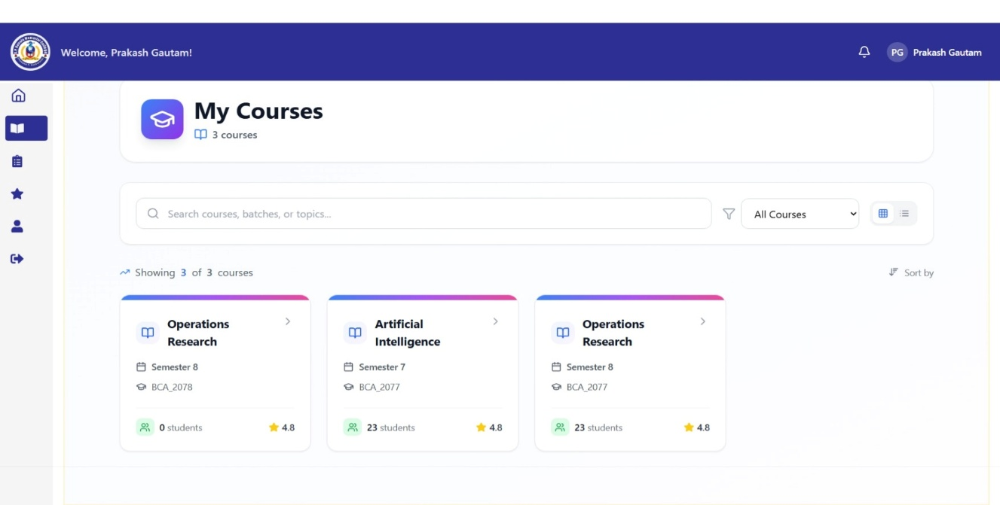 Welcome, Prakash Gautam!
PG Prakash Gautam
My Courses
3 courses
Search courses, batches, or topics...
All Courses
Showing 3 of 3 courses
Sort by
Operations
Research
Semester 8
BCA_2078
0 students
4.8
Artificial
Intelligence
Semester 7
BCA_2077
23 students
4.8
Operations
Research
Semester 8
BCA_2077
23 students
4.8